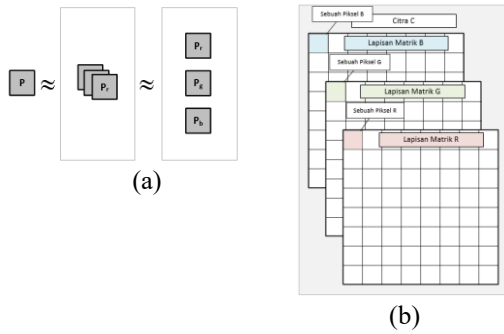 P ≈ Pr ≈ Pr
Pg
Pb
(a)
Sebuah Piksel B
Citra C
Lapisan Matrik B
Sebuah Piksel G
Lapisan Matrik G
Sebuah Piksel R
Lapisan Matrik R
(b)